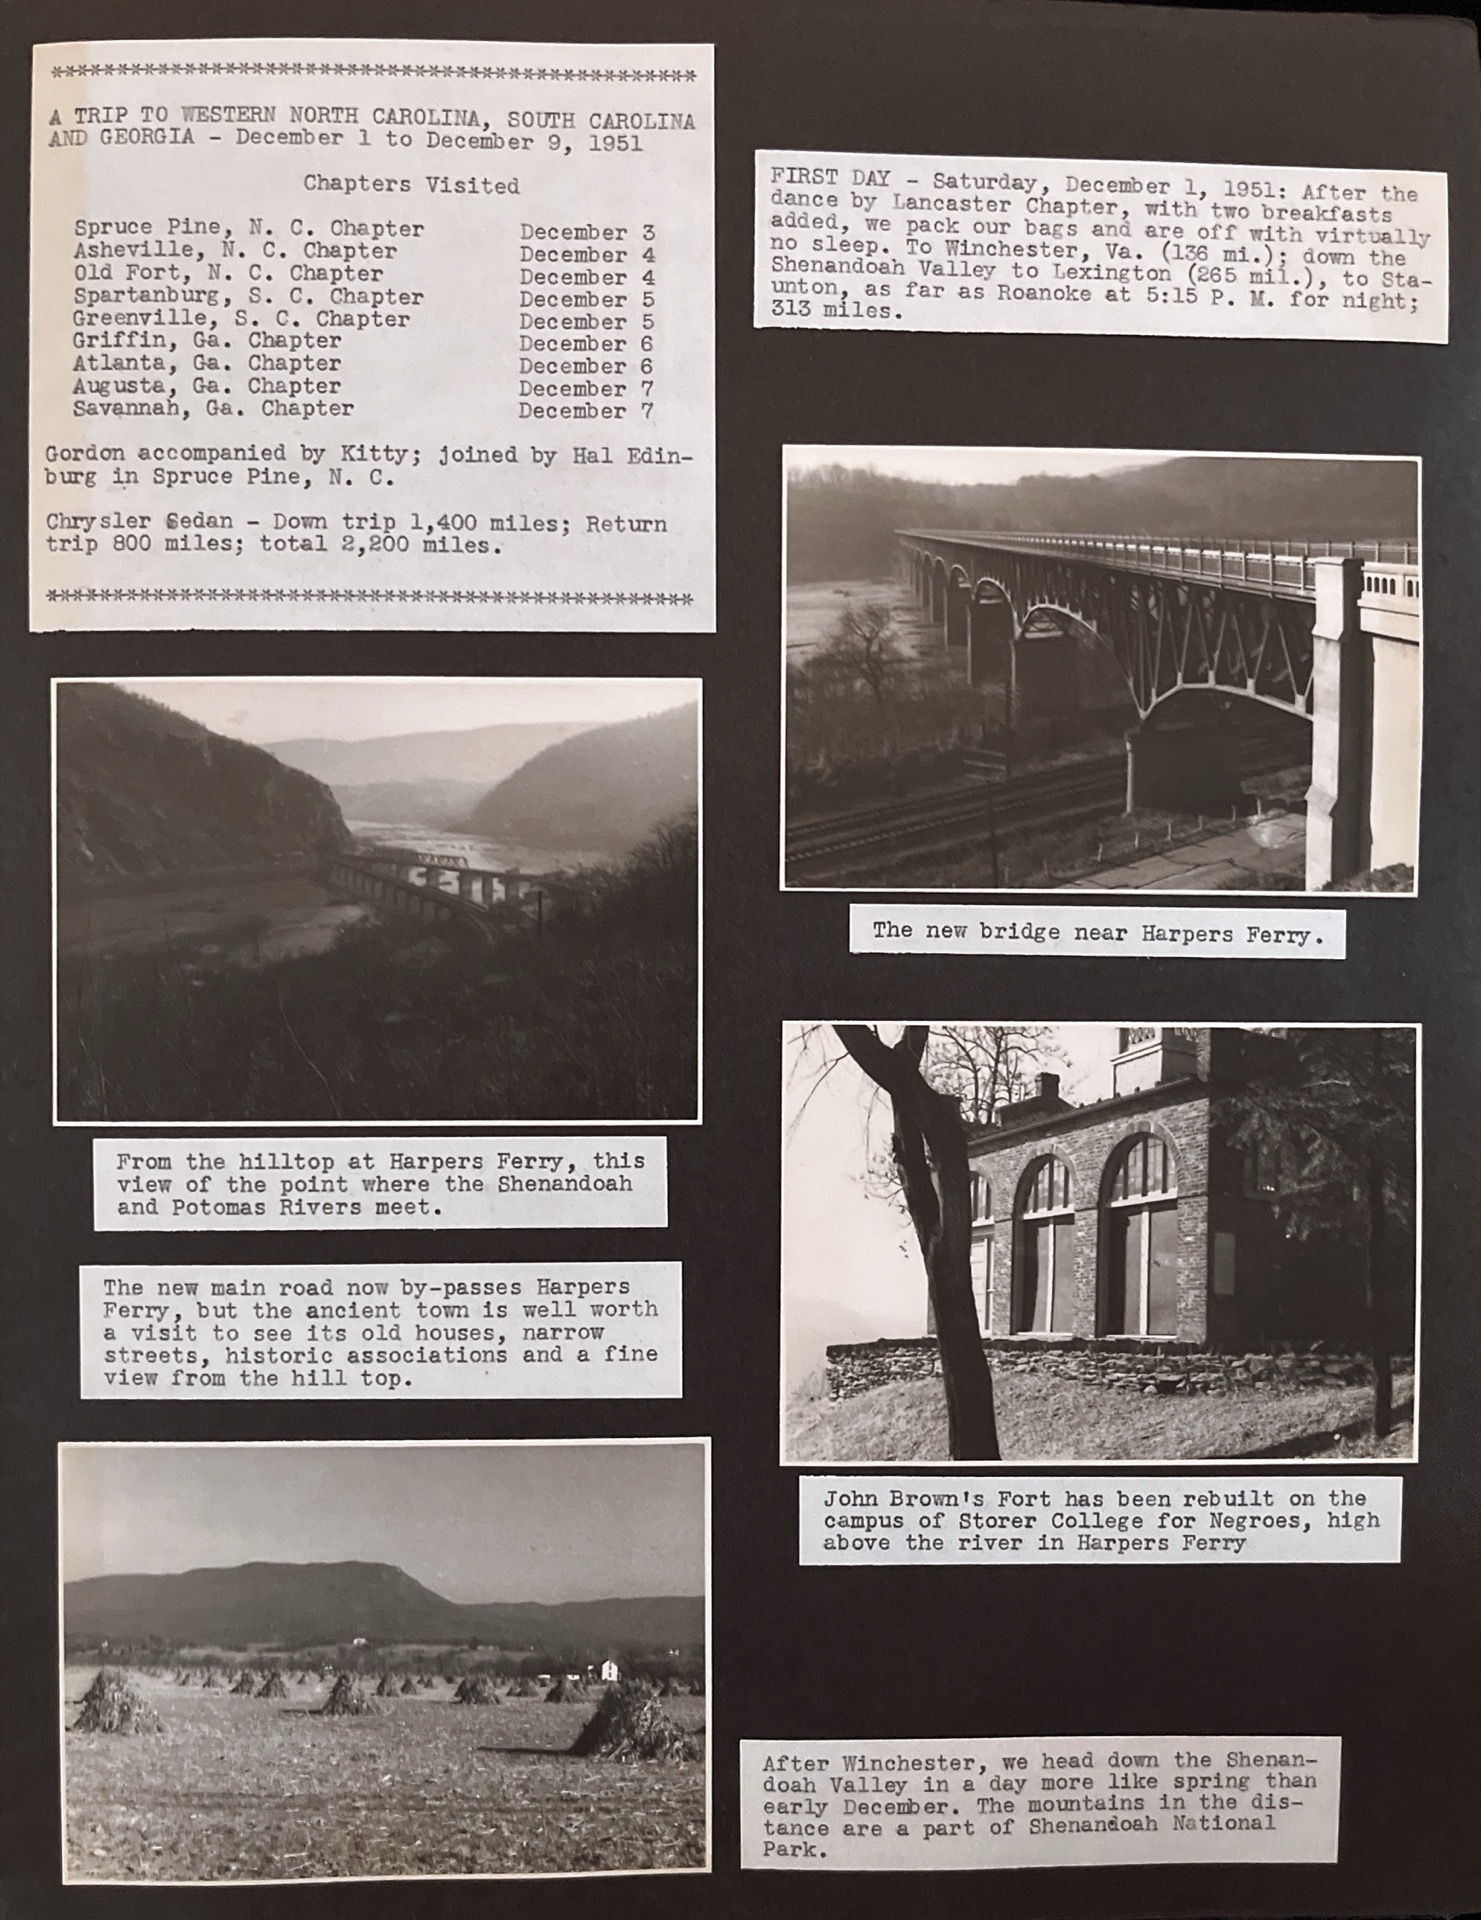 ************************************************
A TRIP TO WESTERN NORTH CAROLINA, SOUTH CAROLINA
AND GEORGIA - December 1 to December 9, 1951
Chapters Visited
Spruce Pine, N. C. Chapter December 3
Asheville, N. C. Chapter December 4
Old Fort, N. C. Chapter December 4
Spartanburg, S. C. Chapter December 5
Greenville, S. C. Chapter December 5
Griffin, Ga. Chapter December 6
Atlanta, Ga. Chapter December 6
Augusta, Ga. Chapter December 7
Savannah, Ga. Chapter December 7
Gordon accompanied by Kitty; joined by Hal Edin-
burg in Spruce Pine, N. C.
Chrysler Sedan - Down trip 1,400 miles; Return
trip 800 miles; total 2,200 miles.
************************************************
FIRST DAY - Saturday, December 1, 1951: After the
dance by Lancaster Chapter, with two breakfasts
added, we pack our bags and are off with virtually
no sleep. To Winchester, Va. (136 mi.); down the
Shenandoah Valley to Lexington (265 mil.), to Sta-
unton, as far as Roanoke at 5:15 P. M. for night;
313 miles.
The new bridge near Harpers Ferry.
From the hilltop at Harpers Ferry, this
view of the point where the Shenandoah
and Potomas Rivers meet.
The new main road now by-passes Harpers
Ferry, but the ancient town is well worth
a visit to see its old houses, narrow
streets, historic associations and a fine
view from the hill top.
John Brown's Fort has been rebuilt on the
campus of Storer College for Negroes, high
above the river in Harpers Ferry
After Winchester, we head down the Shenan-
doah Valley in a day more like spring than
early December. The mountains in the dis-
tance are a part of Shenandoah National
Park.